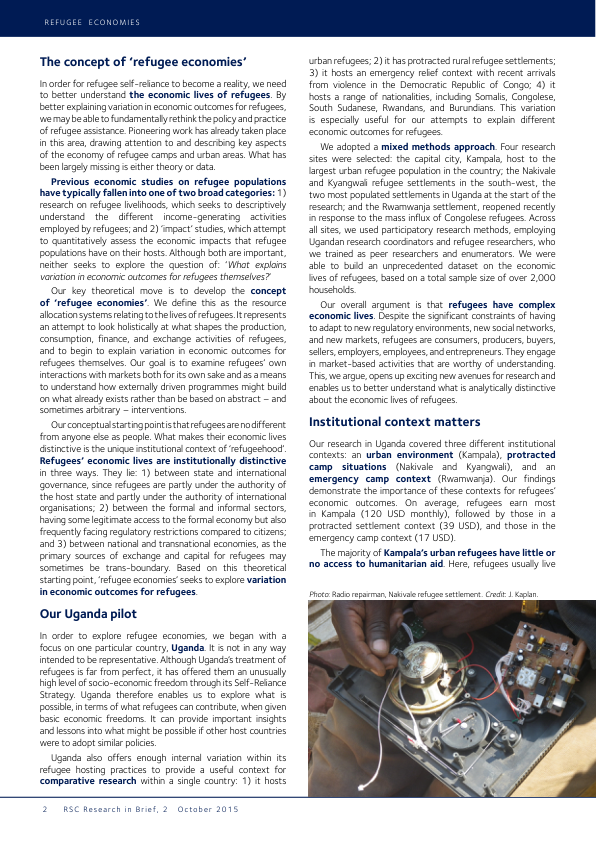 REFUGEE ECONOMIES
The concept of ‘refugee economies’
In order for refugee self-reliance to become a reality, we need
to better understand the economic lives of refugees. By
better explaining variation in economic outcomes for refugees,
we may be able to fundamentally rethink the policy and practice
of refugee assistance. Pioneering work has already taken place
in this area, drawing attention to and describing key aspects
of the economy of refugee camps and urban areas. What has
been largely missing is either theory or data.
Previous economic studies on refugee populations
have typically fallen into one of two broad categories: 1)
research on refugee livelihoods, which seeks to descriptively
understand the different income-generating activities
employed by refugees; and 2) ‘impact’ studies, which attempt
to quantitatively assess the economic impacts that refugee
populations have on their hosts. Although both are important,
neither seeks to explore the question of: ‘What explains
variation in economic outcomes for refugees themselves?’
Our key theoretical move is to develop the concept
of ‘refugee economies’. We define this as the resource
allocation systems relating to the lives of refugees. It represents
an attempt to look holistically at what shapes the production,
consumption, finance, and exchange activities of refugees,
and to begin to explain variation in economic outcomes for
refugees themselves. Our goal is to examine refugees’ own
interactions with markets both for its own sake and as a means
to understand how externally driven programmes might build
on what already exists rather than be based on abstract – and
sometimes arbitrary – interventions.
Our conceptual starting point is that refugees are no different
from anyone else as people. What makes their economic lives
distinctive is the unique institutional context of ‘refugeehood’.
Refugees’ economic lives are institutionally distinctive
in three ways. They lie: 1) between state and international
governance, since refugees are partly under the authority of
the host state and partly under the authority of international
organisations; 2) between the formal and informal sectors,
having some legitimate access to the formal economy but also
frequently facing regulatory restrictions compared to citizens;
and 3) between national and transnational economies, as the
primary sources of exchange and capital for refugees may
sometimes be trans-boundary. Based on this theoretical
starting point, ‘refugee economies’ seeks to explore variation
in economic outcomes for refugees.
Our Uganda pilot
In order to explore refugee economies, we began with a
focus on one particular country, Uganda. It is not in any way
intended to be representative. Although Uganda’s treatment of
refugees is far from perfect, it has offered them an unusually
high level of socio-economic freedom through its Self-Reliance
Strategy. Uganda therefore enables us to explore what is
possible, in terms of what refugees can contribute, when given
basic economic freedoms. It can provide important insights
and lessons into what might be possible if other host countries
were to adopt similar policies.
Uganda also offers enough internal variation within its
refugee hosting practices to provide a useful context for
comparative research within a single country: 1) it hosts
urban refugees; 2) it has protracted rural refugee settlements;
3) it hosts an emergency relief context with recent arrivals
from violence in the Democratic Republic of Congo; 4) it
hosts a range of nationalities, including Somalis, Congolese,
South Sudanese, Rwandans, and Burundians. This variation
is especially useful for our attempts to explain different
economic outcomes for refugees.
We adopted a mixed methods approach. Four research
sites were selected: the capital city, Kampala, host to the
largest urban refugee population in the country; the Nakivale
and Kyangwali refugee settlements in the south-west, the
two most populated settlements in Uganda at the start of the
research; and the Rwamwanja settlement, reopened recently
in response to the mass influx of Congolese refugees. Across
all sites, we used participatory research methods, employing
Ugandan research coordinators and refugee researchers, who
we trained as peer researchers and enumerators. We were
able to build an unprecedented dataset on the economic
lives of refugees, based on a total sample size of over 2,000
households.
Our overall argument is that refugees have complex
economic lives. Despite the significant constraints of having
to adapt to new regulatory environments, new social networks,
and new markets, refugees are consumers, producers, buyers,
sellers, employers, employees, and entrepreneurs. They engage
in market-based activities that are worthy of understanding.
This, we argue, opens up exciting new avenues for research and
enables us to better understand what is analytically distinctive
about the economic lives of refugees.
Institutional context matters
Our research in Uganda covered three different institutional
contexts: an urban environment (Kampala), protracted
camp situations (Nakivale and Kyangwali), and an
emergency camp context (Rwamwanja). Our findings
demonstrate the importance of these contexts for refugees’
economic outcomes. On average, refugees earn most
in Kampala (120 USD monthly), followed by those in a
protracted settlement context (39 USD), and those in the
emergency camp context (17 USD).
The majority of Kampala’s urban refugees have little or
no access to humanitarian aid. Here, refugees usually live
Photo: Radio repairman, Nakivale refugee settlement. Credit: J. Kaplan.
2 RSC Research in Brief, 2 October 2015